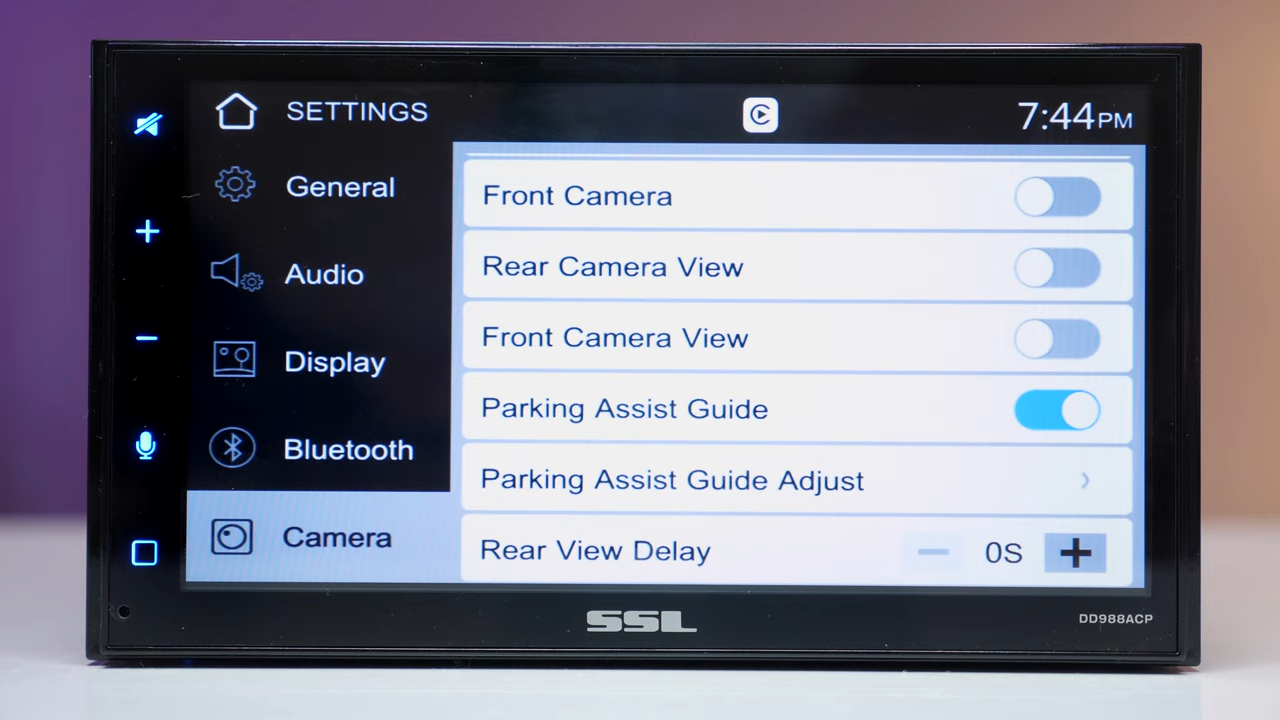 SETTINGS
7:44PM
General
Audio
Display
Bluetooth
Camera
Front Camera
Rear Camera View
Front Camera View
Parking Assist Guide
Parking Assist Guide Adjust
Rear View Delay
0S
SSL
DD988ACP